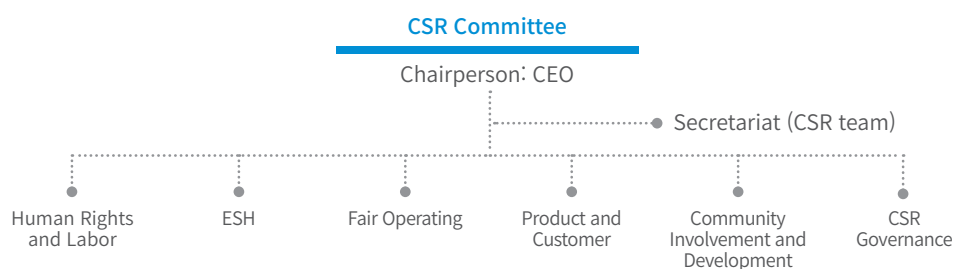 CSR Committee
Chairperson: CEO
Secretariat (CSR team)
Human Rights
and Labor
ESH
Fair Operating
Product and
Customer
Community
Involvement and
Development
CSR
Governance